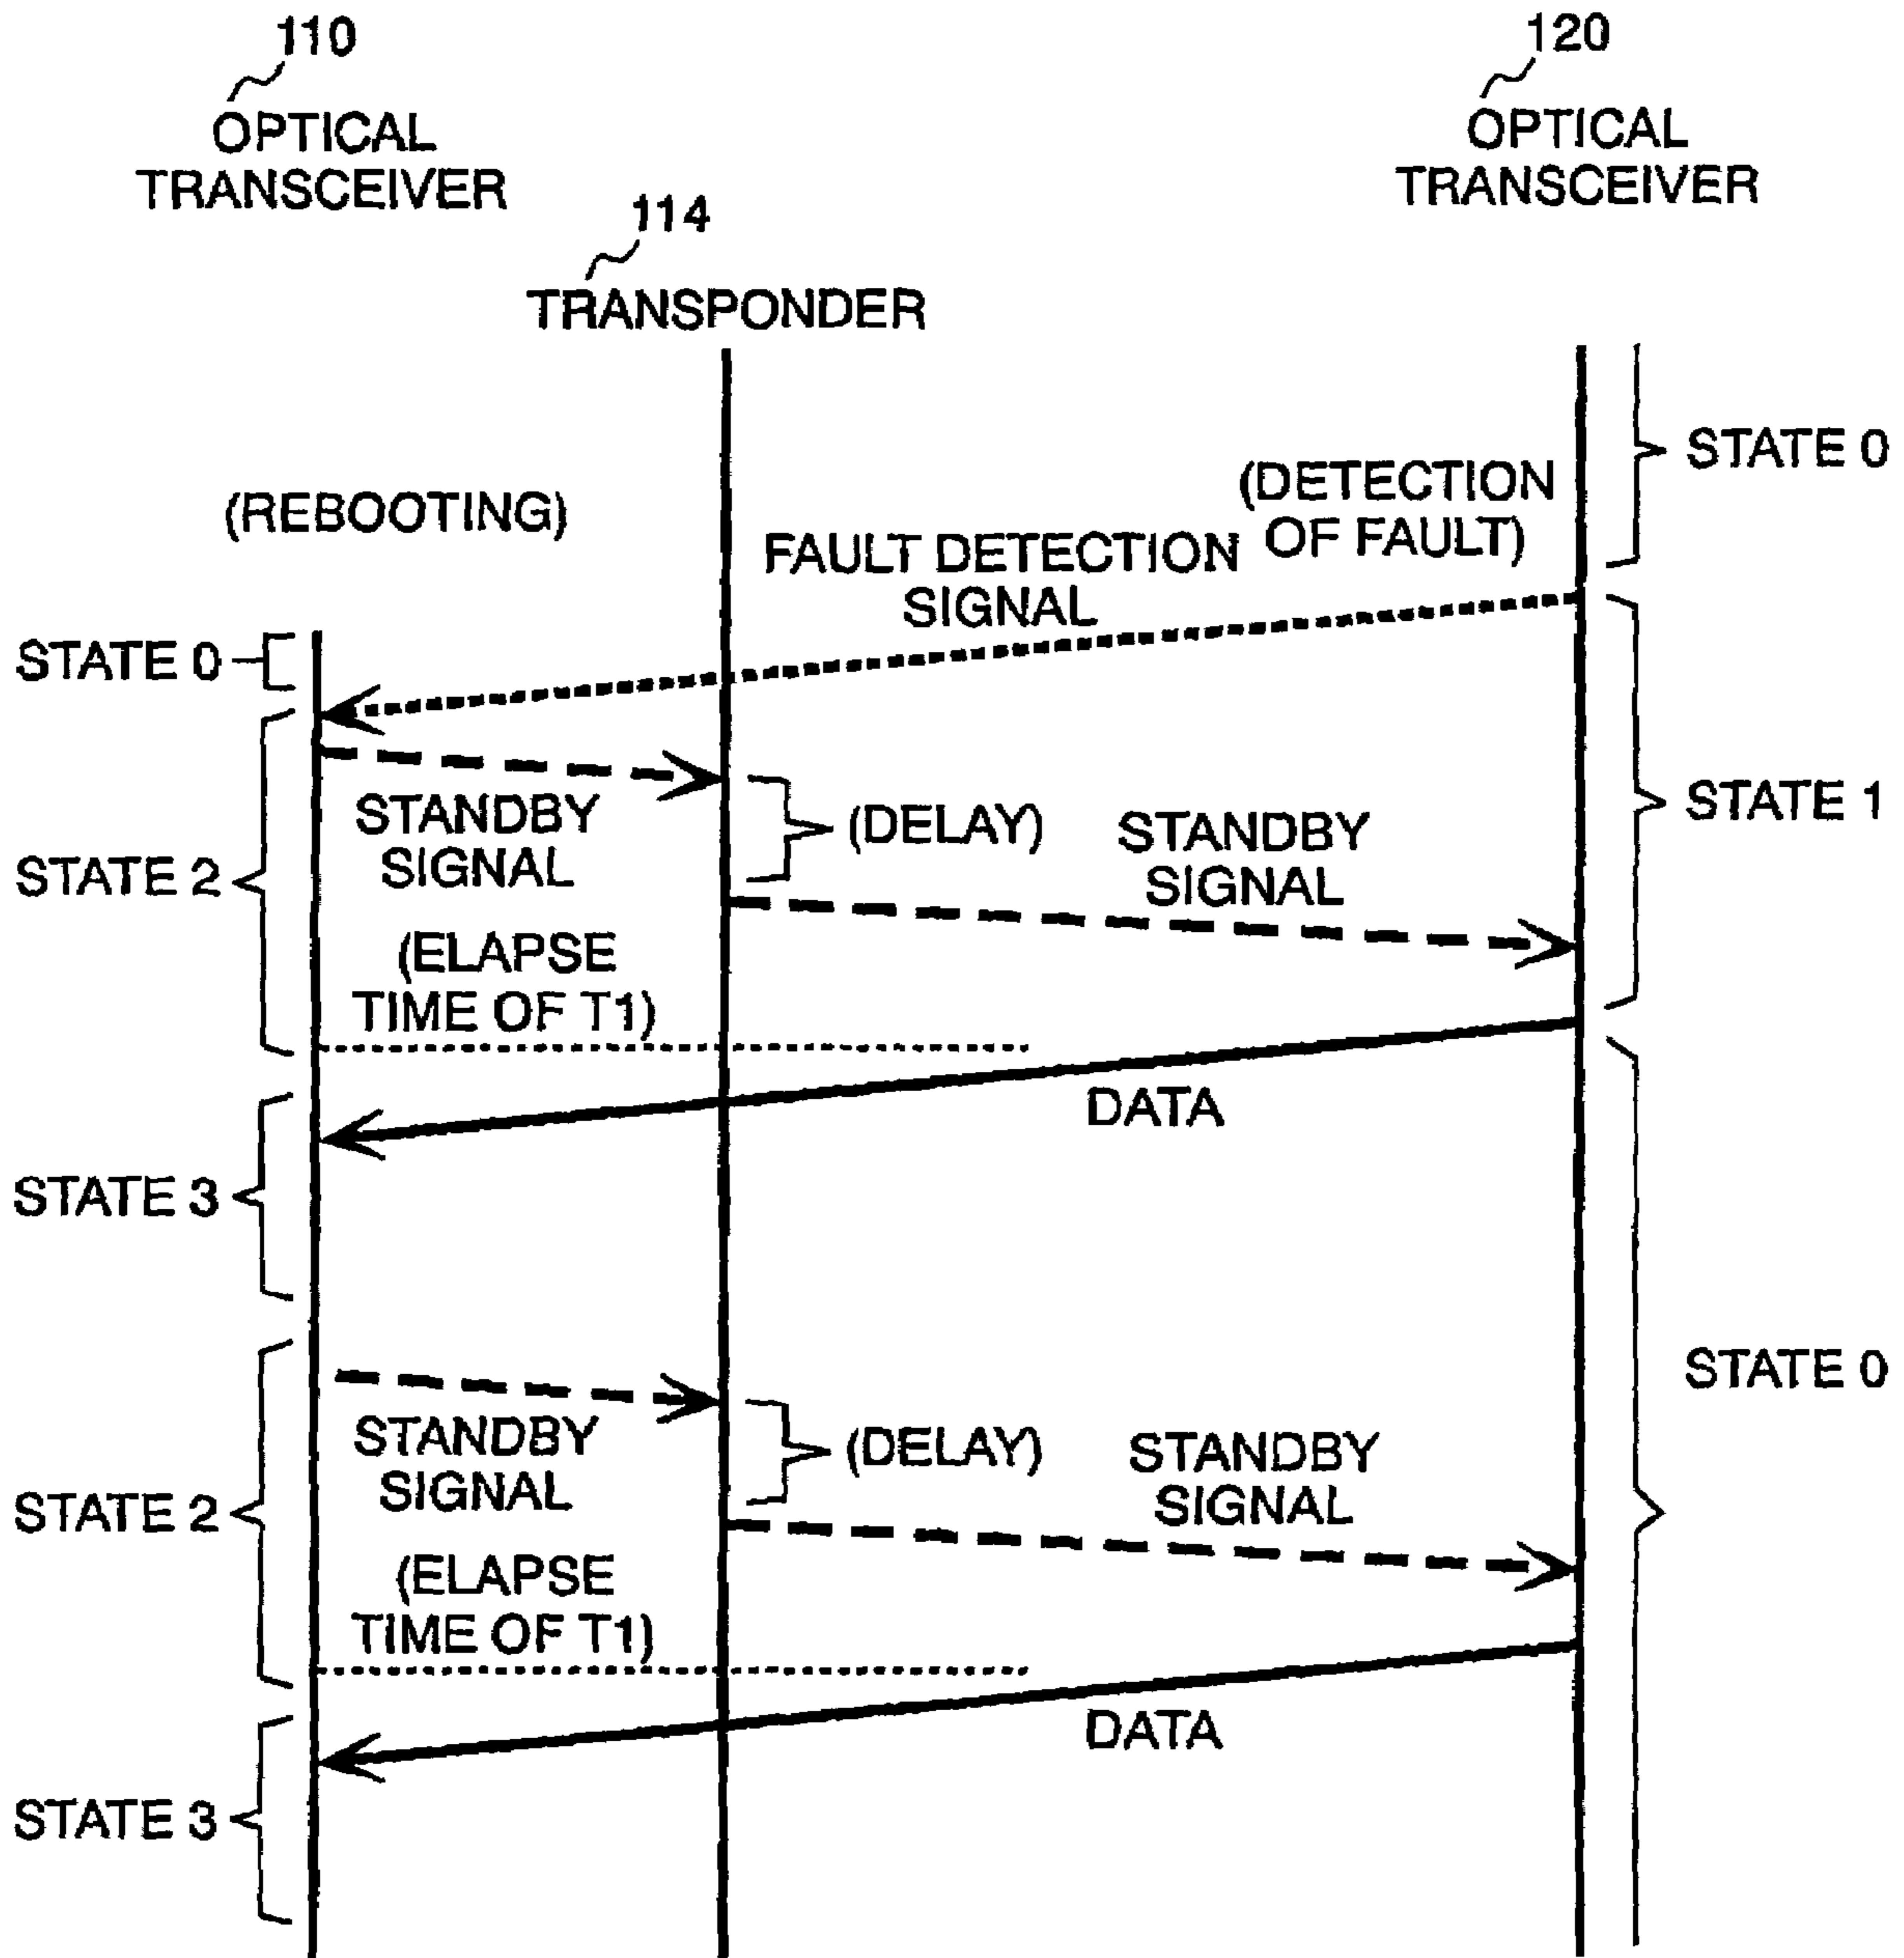 110
OPTICAL
TRANSCEIVER
120
OPTICAL
TRANSCEIVER
114
TRANSPONDER
STATE 0
(REBOOTING)
(DETECTION
OF FAULT)
FAULT DETECTION
SIGNAL
STATE 0
STANDBY
SIGNAL
(DELAY)
STANDBY
SIGNAL
STATE 1
STATE 2
(ELAPSE
TIME OF T1)
DATA
STATE 3
STATE 0
STANDBY
SIGNAL
(DELAY)
STANDBY
SIGNAL
STATE 2
(ELAPSE
TIME OF T1)
DATA
STATE 3